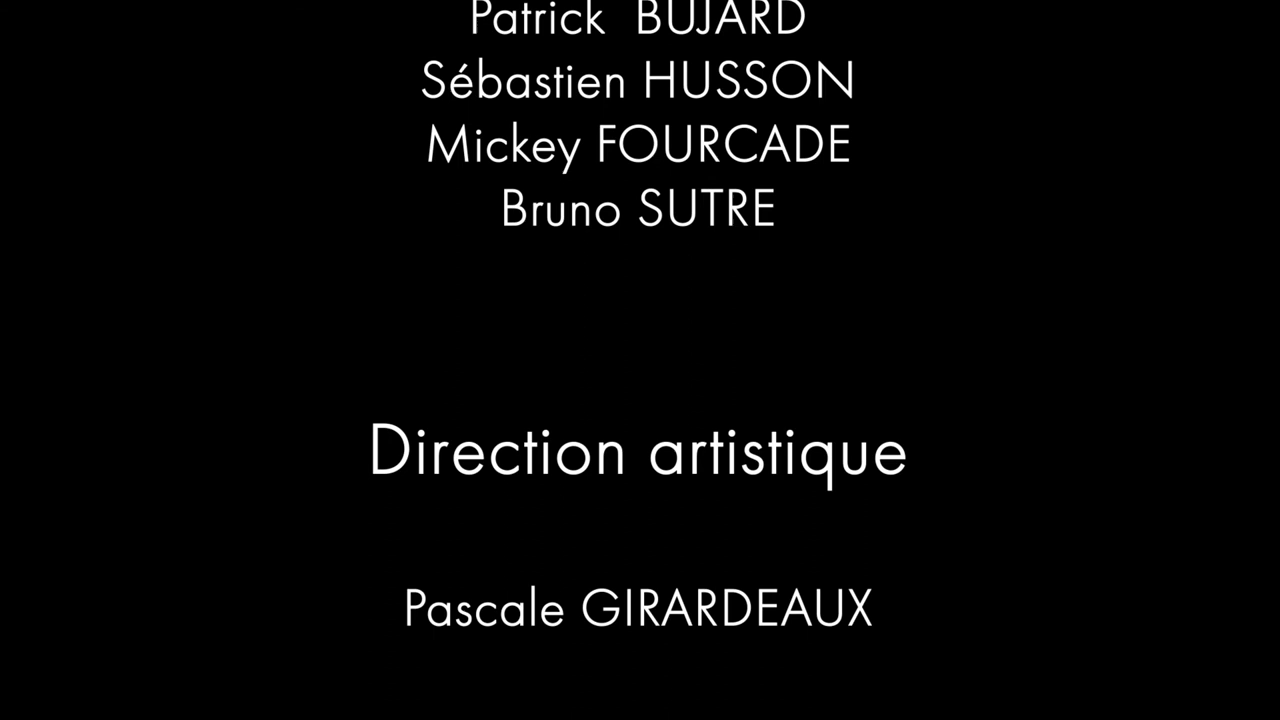 Patrick BUJARD
Sébastien HUSSON
Mickey FOURCADE
Bruno SUTRE
Direction artistique
Pascale GIRARDEAUX